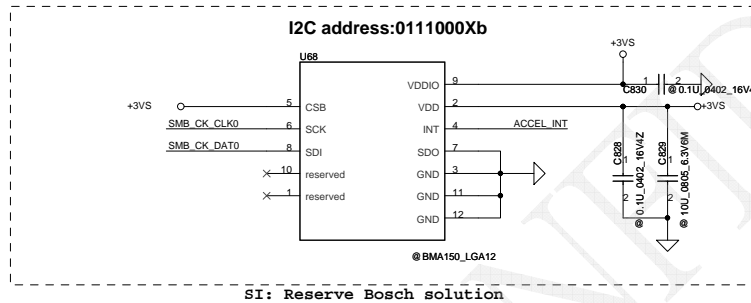 I2C address:0111000Xb
U68
+3VS
VDDIO 9
C830 1 2
@ 0.1U_0402_16V4
+3VS 5 CSB
VDD 2
+3VS
SMB_CK_CLK0 6 SCK
INT 4 ACCEL_INT
SMB_CK_DAT0 8 SDI
SDO 7
10 reserved
GND 3
1 reserved
GND 11
GND 12
C828 1 2
@ 0.1U_0402_16V4Z
C829 1 2
@ 10U_0805_6.3V6M
@ BMA150_LGA12
SI: Reserve Bosch solution